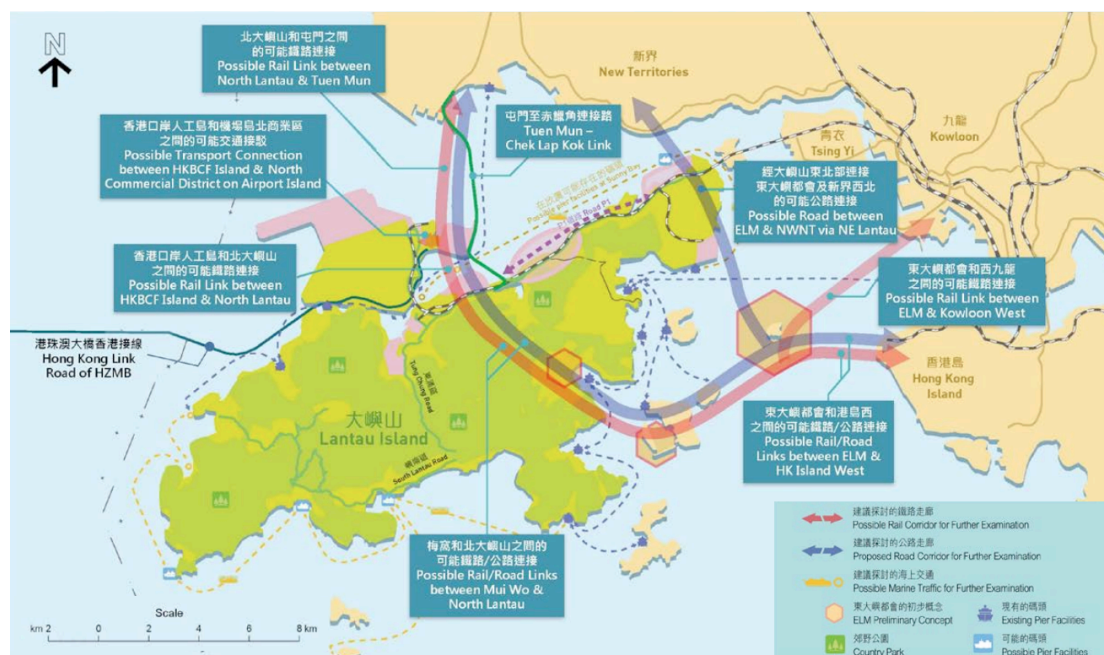 N
北大嶼山和屯門之間
的可能鐵路連接
Possible Rail Link between
North Lantau & Tuen Mun
新界
New Territories
香港口岸人工島和機場島北商業區
之間的可能交通接駁
Possible Transport Connection
between HKBCF Island & North
Commercial District on Airport Island
屯門至赤鱲角連接路
Tuen Mun –
Chek Lap Kok Link
青衣
Tsing Yi
九龍
Kowloon
Possible pier facilities at Sunny Bay
Road P1
經大嶼山東北部連接
東大嶼都會及新界西北
的可能公路連接
Possible Road between
ELM & NWNT via NE Lantau
香港口岸人工島和北大嶼山
之間的可能鐵路連接
Possible Rail Link between
HKBCF Island & North Lantau
東大嶼都會和西九龍
之間的可能鐵路連接
Possible Rail Link between
ELM & Kowloon West
港珠澳大橋香港接線
Hong Kong Link
Road of HZMB
東涌道
Tung Chung Road
大嶼山
Lantau Island
香港島
Hong Kong
Island
嶼南道
South Lantau Road
東大嶼都會和港島西
之間的可能鐵路/公路連接
Possible Rail/Road
Links between ELM &
HK Island West
梅窩和北大嶼山之間的
可能鐵路/公路連接
Possible Rail/Road Links
between Mui Wo &
North Lantau
Scale
km 2 0 2 4 6 8 km
建議探討的鐵路走廊
Possible Rail Corridor for Further Examination
建議探討的公路走廊
Proposed Road Corridor for Further Examination
建議探討的海上交通
Possible Marine Traffic for Further Examination
東大嶼都會的初步概念
ELM Preliminary Concept
現有的碼頭
Existing Pier Facilities
郊野公園
Country Park
可能的碼頭
Possible Pier Facilities